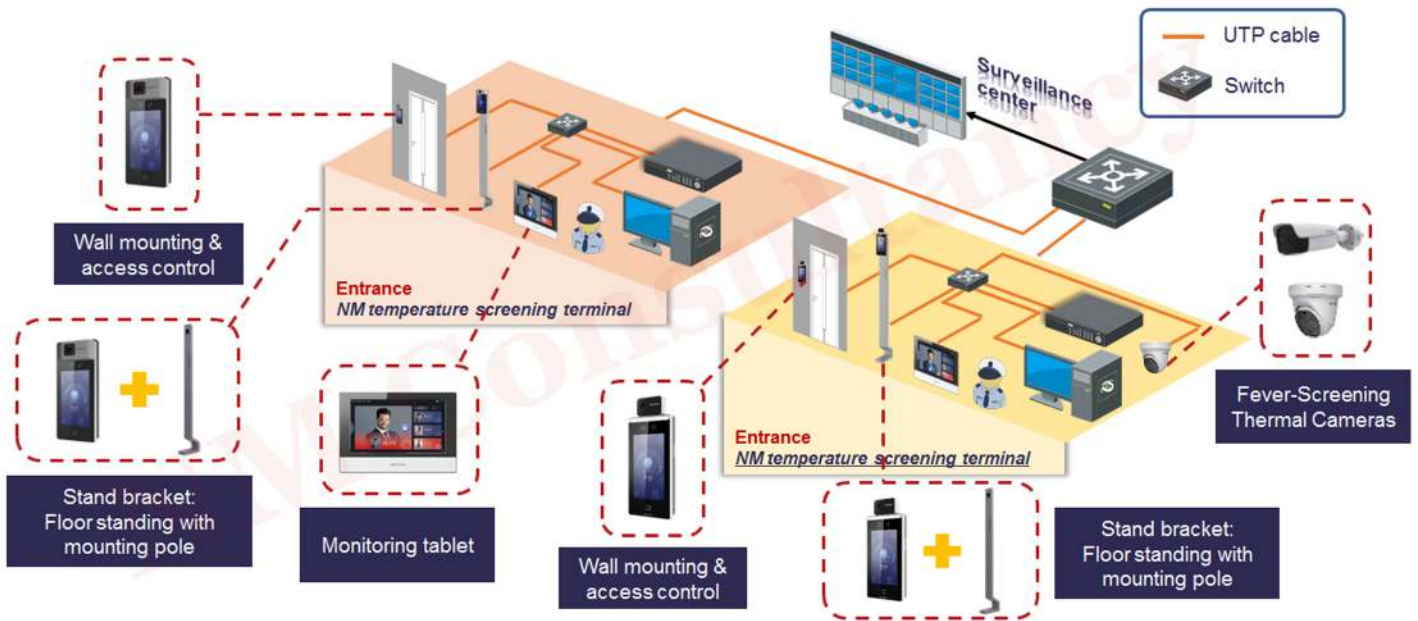 UTP cable
Switch
Surveillance
center
Wall mounting &
access control
Entrance
NM temperature screening terminal
Stand bracket:
Floor standing with
mounting pole
Monitoring tablet
Entrance
NM temperature screening terminal
Wall mounting &
access control
Fever-Screening
Thermal Cameras
Stand bracket:
Floor standing with
mounting pole
Consultancy